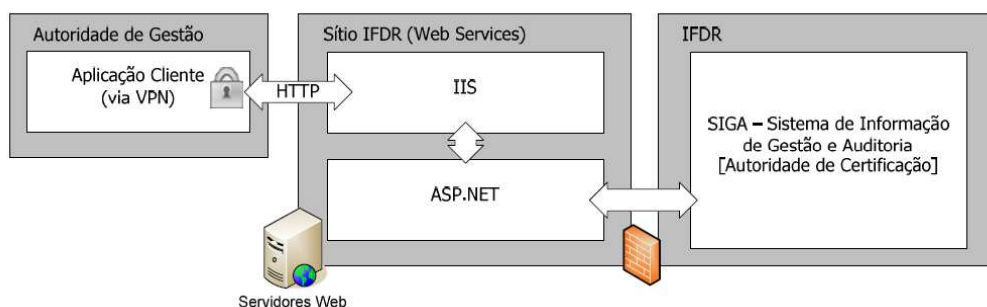 Autoridade de Gestão
Aplicação Cliente
(via VPN)
HTTP
Sítio IFDR (Web Services)
IIS
ASP.NET
Servidores Web
IFDR
SIGA – Sistema de Informação
de Gestão e Auditoria
[Autoridade de Certificação]